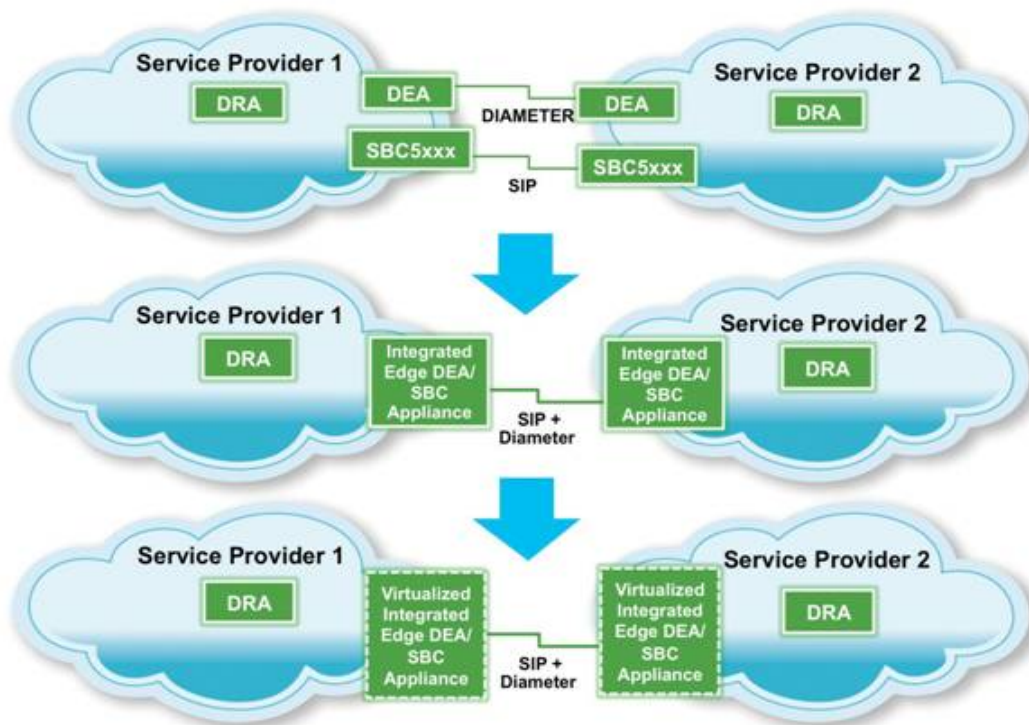 Service Provider 1
DRA
DEA
SBC5xxx
DIAMETER
SIP
Service Provider 2
DEA
DRA
SBC5xxx
Service Provider 1
DRA
Integrated
Edge DEA/
SBC
Appliance
SIP +
Diameter
Service Provider 2
Integrated
Edge DEA/
SBC
Appliance
DRA
Service Provider 1
DRA
Virtualized
Integrated
Edge DEA/
SBC
Appliance
SIP +
Diameter
Service Provider 2
Virtualized
Integrated
Edge DEA/
SBC
Appliance
DRA